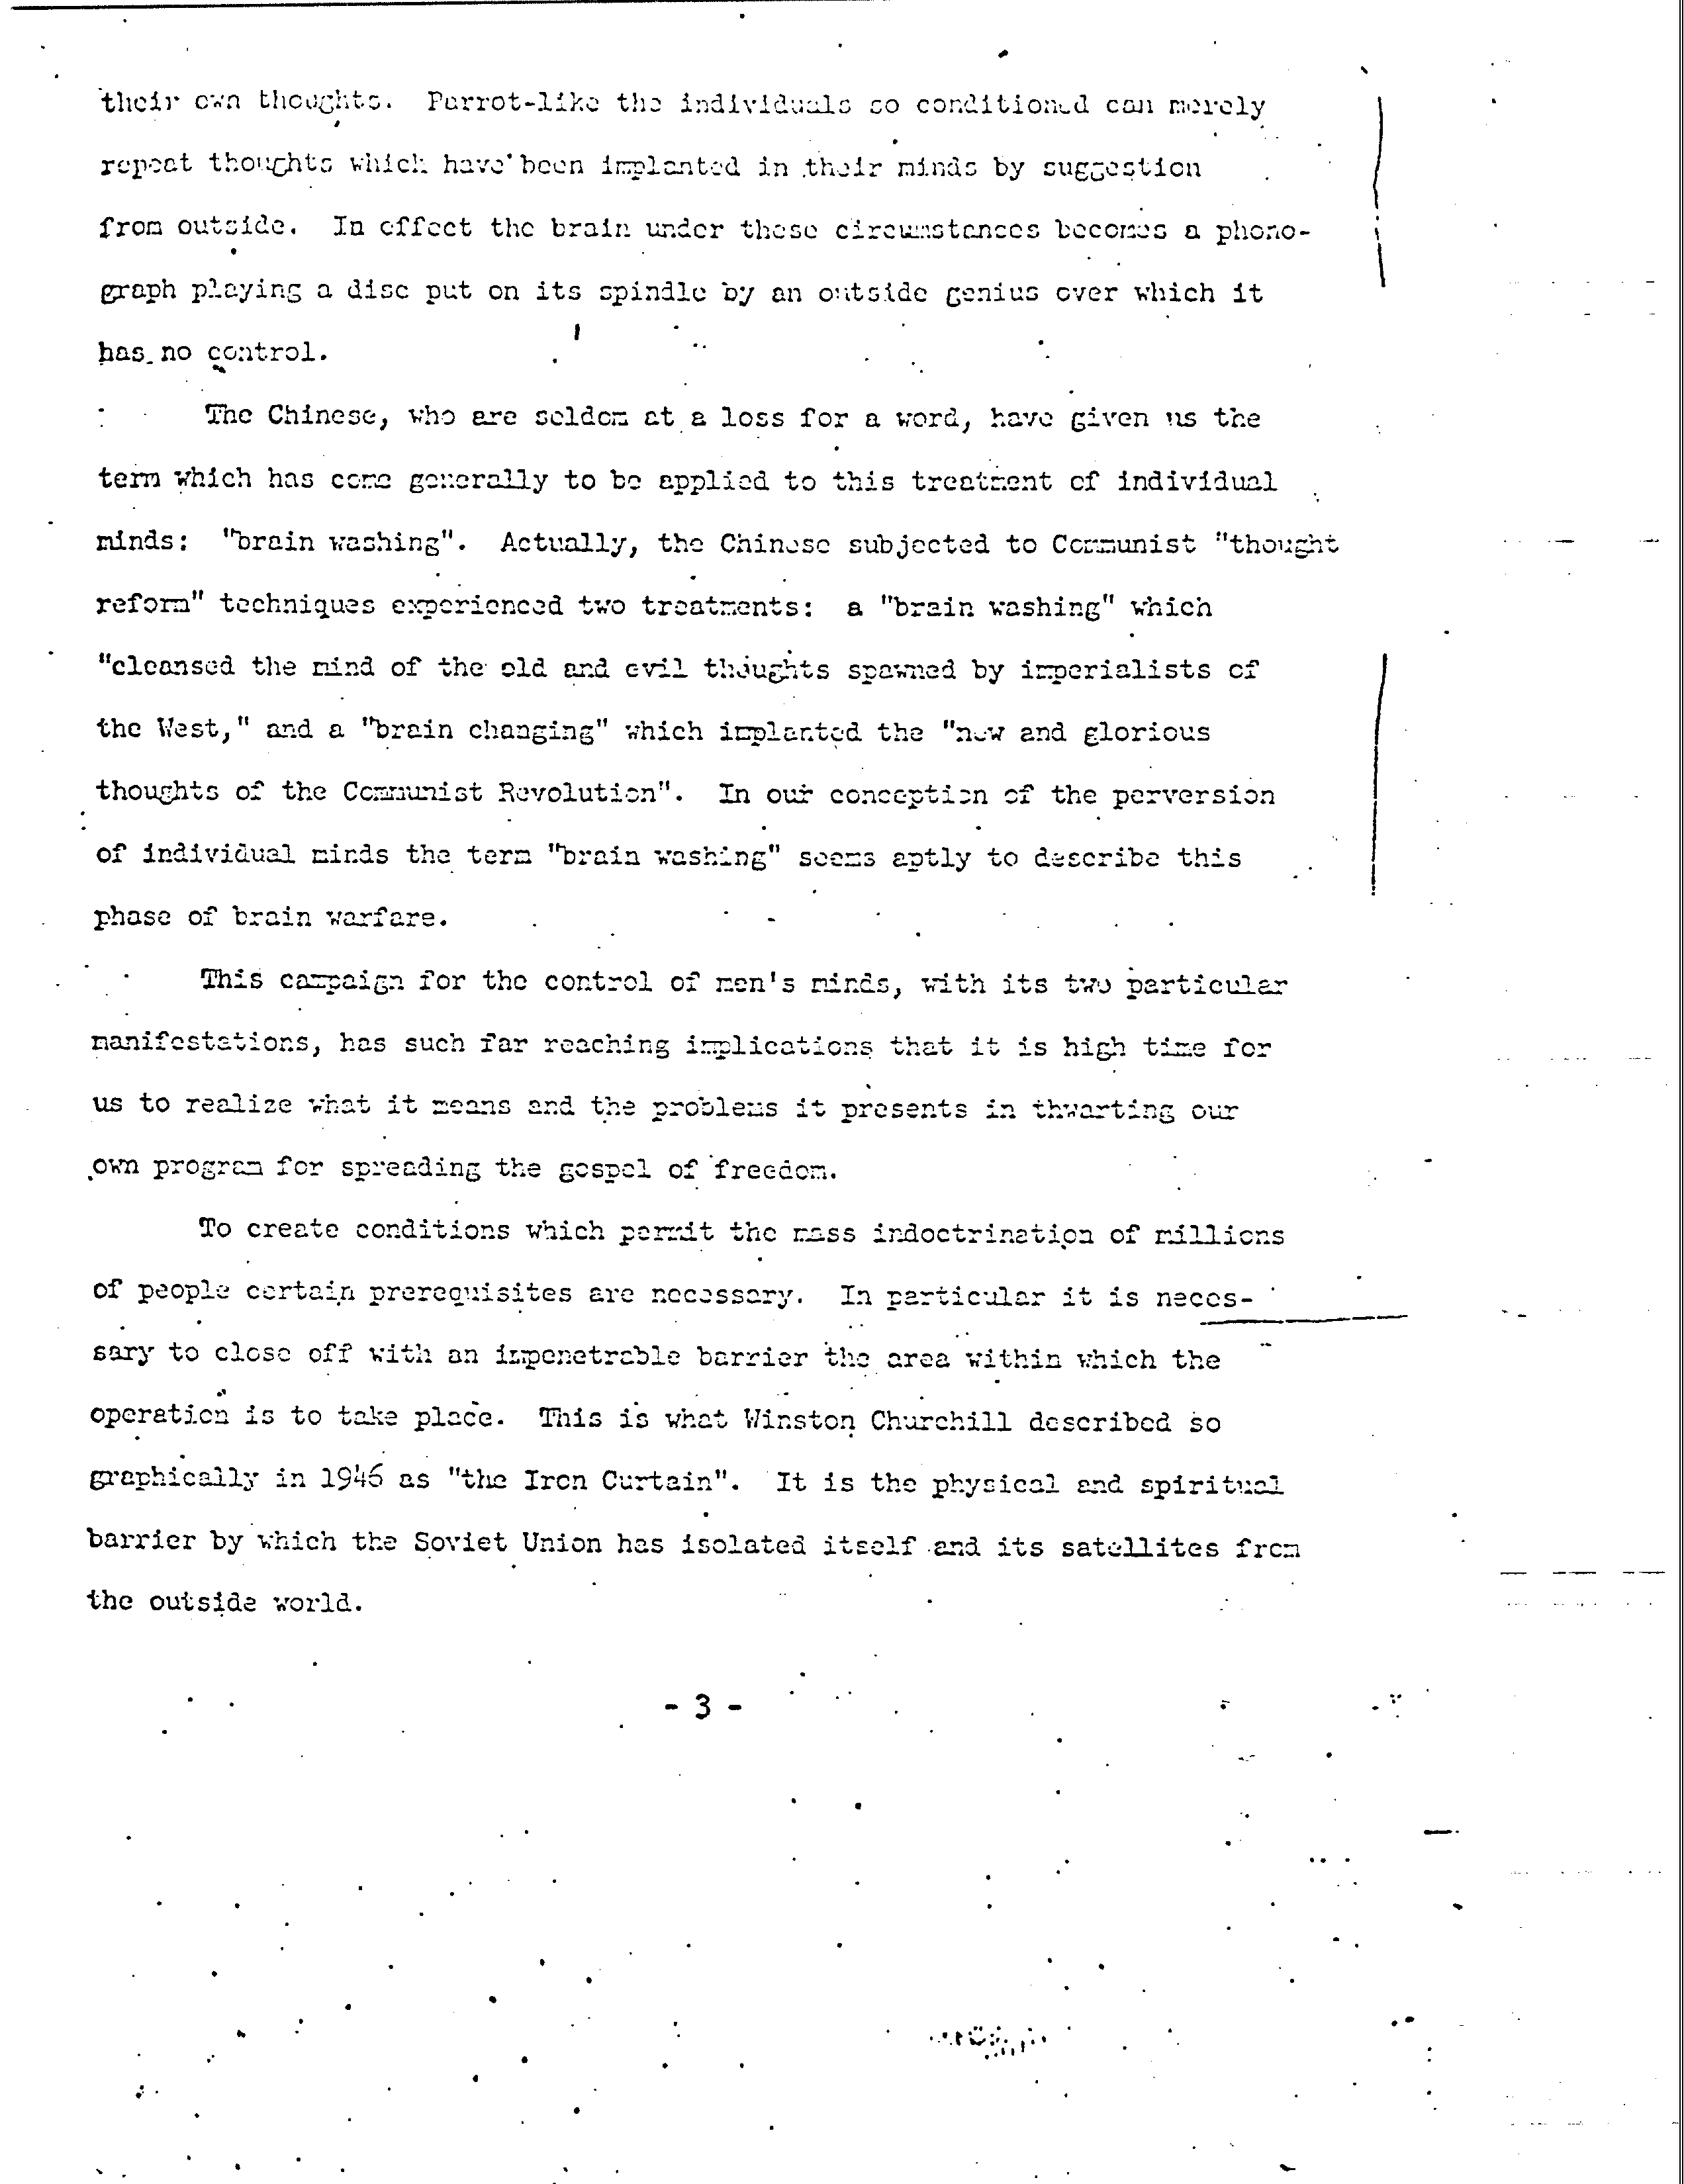 their own thoughts. Parrot-like the individuals so conditioned can merely
repeat thoughts which have been implanted in their minds by suggestion
from outside. In effect the brain under these circumstances becomes a phono-
graph playing a disc put on its spindle by an outside genius over which it
has no control.
The Chinese, who are seldom at a loss for a word, have given us the
term which has come generally to be applied to this treatment of individual
minds: "brain washing". Actually, the Chinese subjected to Communist "thought
reform" techniques experienced two treatments: a "brain washing" which
"cleansed the mind of the old and evil thoughts spawned by imperialists of
the West," and a "brain changing" which implanted the "new and glorious
thoughts of the Communist Revolution". In our conception of the perversion
of individual minds the term "brain washing" seems aptly to describe this
phase of brain warfare.
This campaign for the control of men's minds, with its two particular
manifestations, has such far reaching implications that it is high time for
us to realize what it means and the problems it presents in thwarting our
own program for spreading the gospel of freedom.
To create conditions which permit the mass indoctrination of millions
of people certain prerequisites are necessary. In particular it is neces-
sary to close off with an impenetrable barrier the area within which the
operation is to take place. This is what Winston Churchill described so
graphically in 1946 as "the Iron Curtain". It is the physical and spiritual
barrier by which the Soviet Union has isolated itself and its satellites from
the outside world.
- 3 -